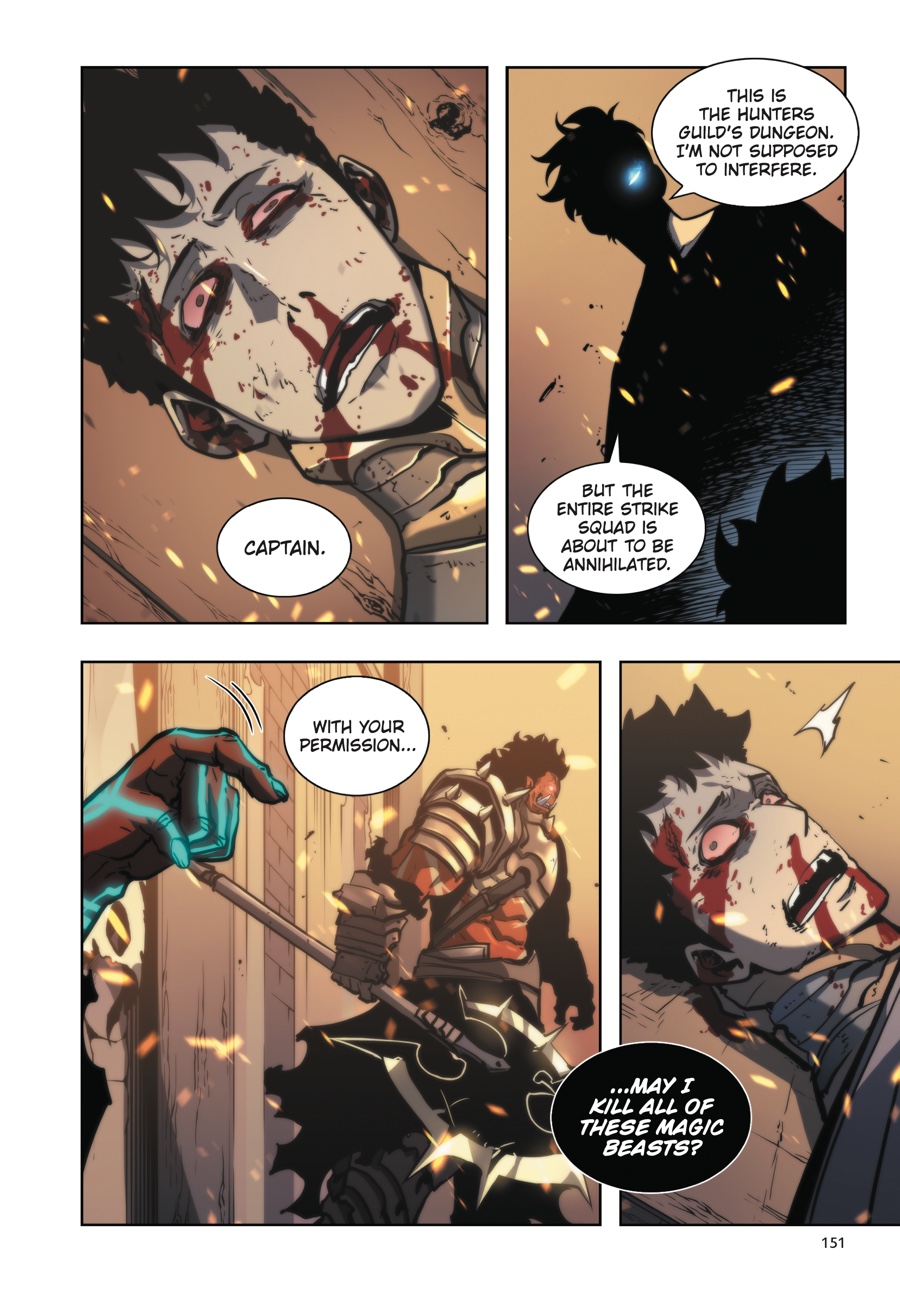 CAPTAIN.
THIS IS
THE HUNTERS
GUILD'S DUNGEON.
I'M NOT SUPPOSED
TO INTERFERE.
BUT THE
ENTIRE STRIKE
SQUAD IS
ABOUT TO BE
ANNIHILATED.
WITH YOUR
PERMISSION...
...MAY I
KILL ALL OF
THESE MAGIC
BEASTS?
151